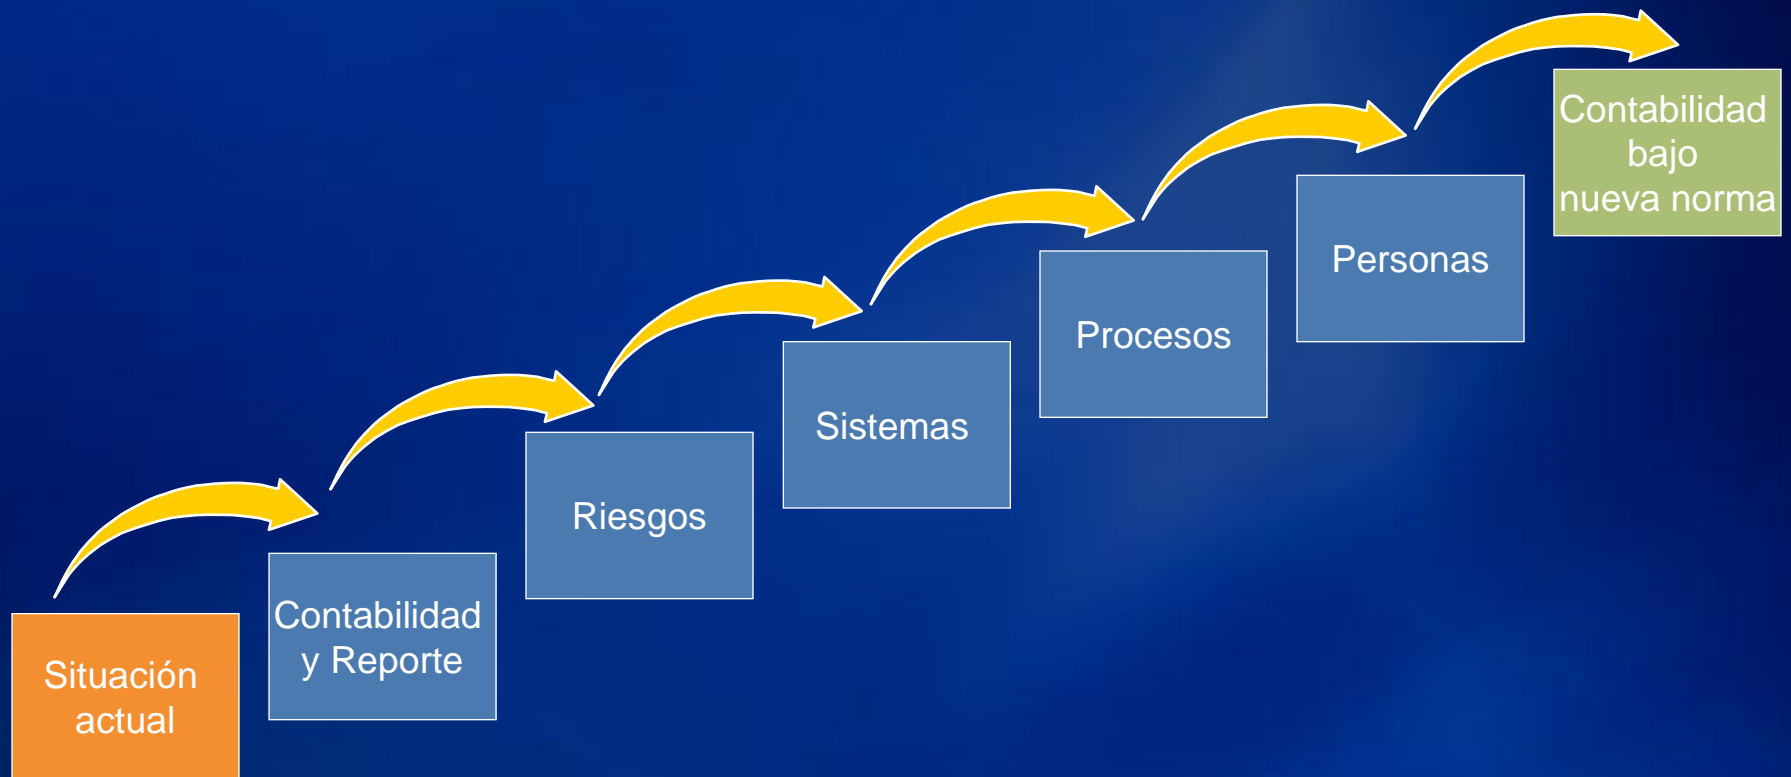 Situación
actual
Contabilidad
y Reporte
Riesgos
Sistemas
Procesos
Personas
Contabilidad
bajo
nueva norma